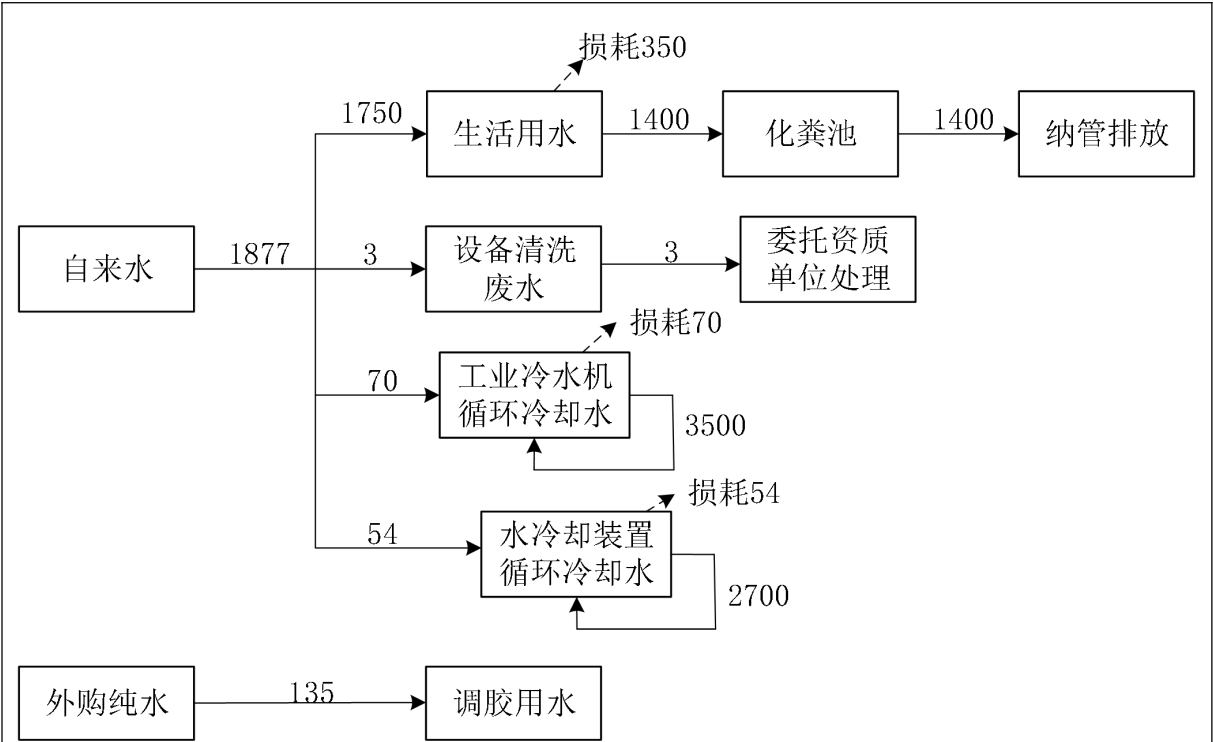 损耗350
1750
生活用水
1400
化粪池
1400
纳管排放
自来水
1877
3
设备清洗
废水
3
委托资质
单位处理
损耗70
70
工业冷水机
循环冷却水
3500
损耗54
54
水冷却装置
循环冷却水
2700
外购纯水
135
调胶用水